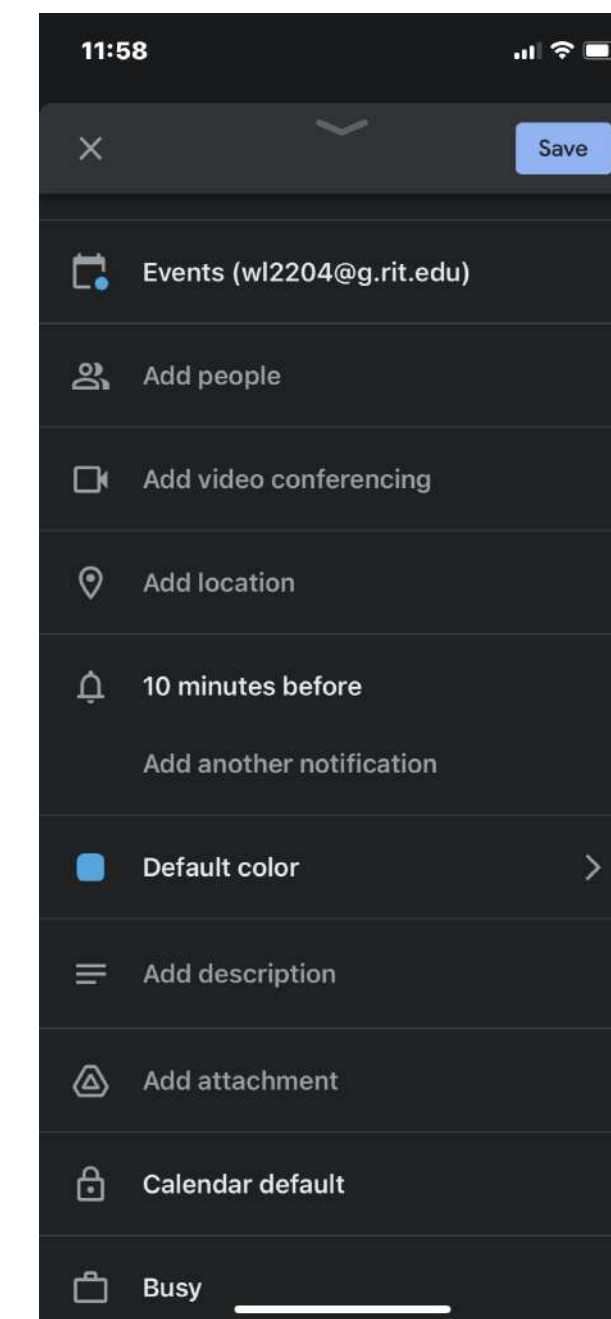 11:58
Save
Events (wl2204@g.rit.edu)
Add people
Add video conferencing
Add location
10 minutes before
Add another notification
Default color
Add description
Add attachment
Calendar default
Busy